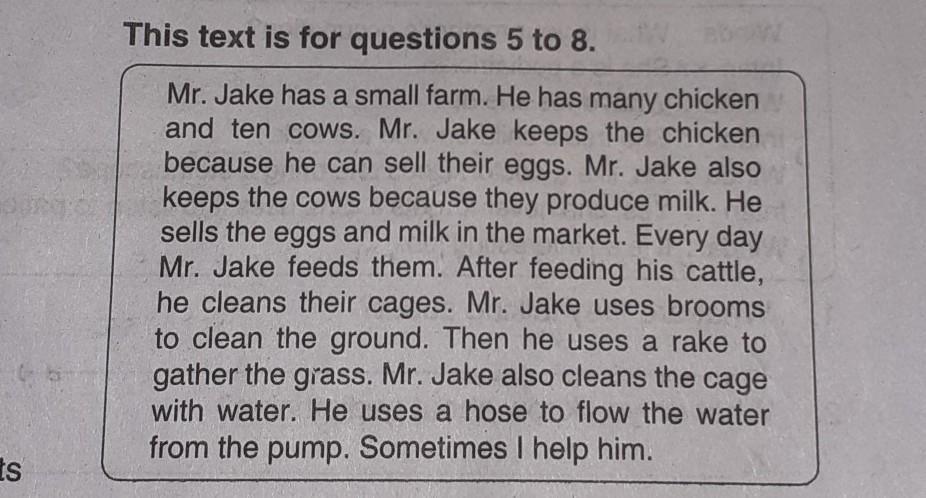 This text is for questions 5 to 8.
Mr. Jake has a small farm. He has many chicken
and ten cows. Mr. Jake keeps the chicken
because he can sell their eggs. Mr. Jake also
keeps the cows because they produce milk. He
sells the eggs and milk in the market. Every day
Mr. Jake feeds them. After feeding his cattle,
he cleans their cages. Mr. Jake uses brooms
to clean the ground. Then he uses a rake to
gather the grass. Mr. Jake also cleans the cage
with water. He uses a hose to flow the water
from the pump. Sometimes I help him.
ts